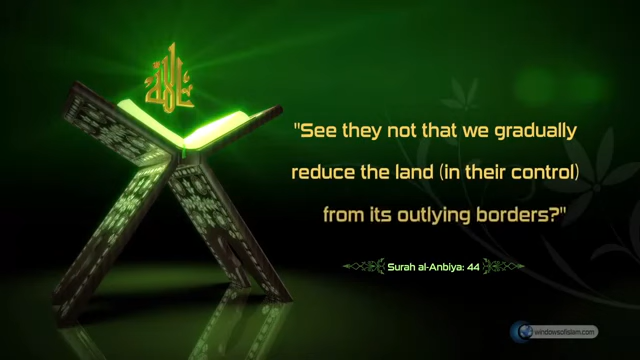 "See they not that we gradually
reduce the land (in their control)
from its outlying borders?"
Surah al-Anbiya: 44
windowsofislam.com